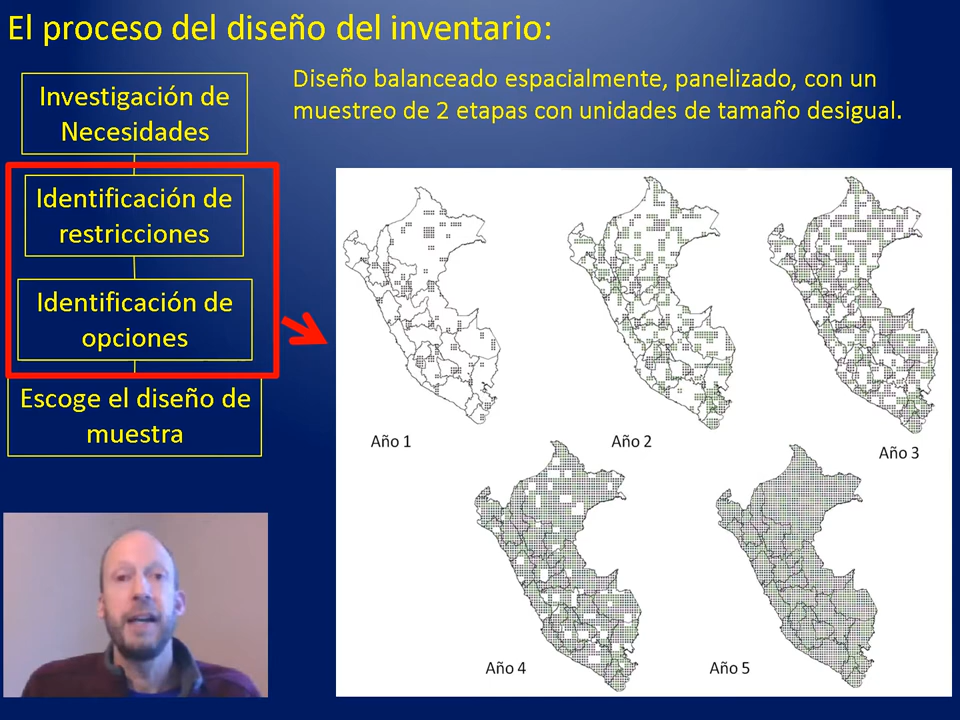 El proceso del diseño del inventario:
Investigación de
Necesidades
Identificación de
restricciones
Identificación de
opciones
Escoge el diseño de
muestra
Diseño balanceado espacialmente, panelizado, con un
muestreo de 2 etapas con unidades de tamaño desigual.
Año 1
Año 2
Año 3
Año 4
Año 5